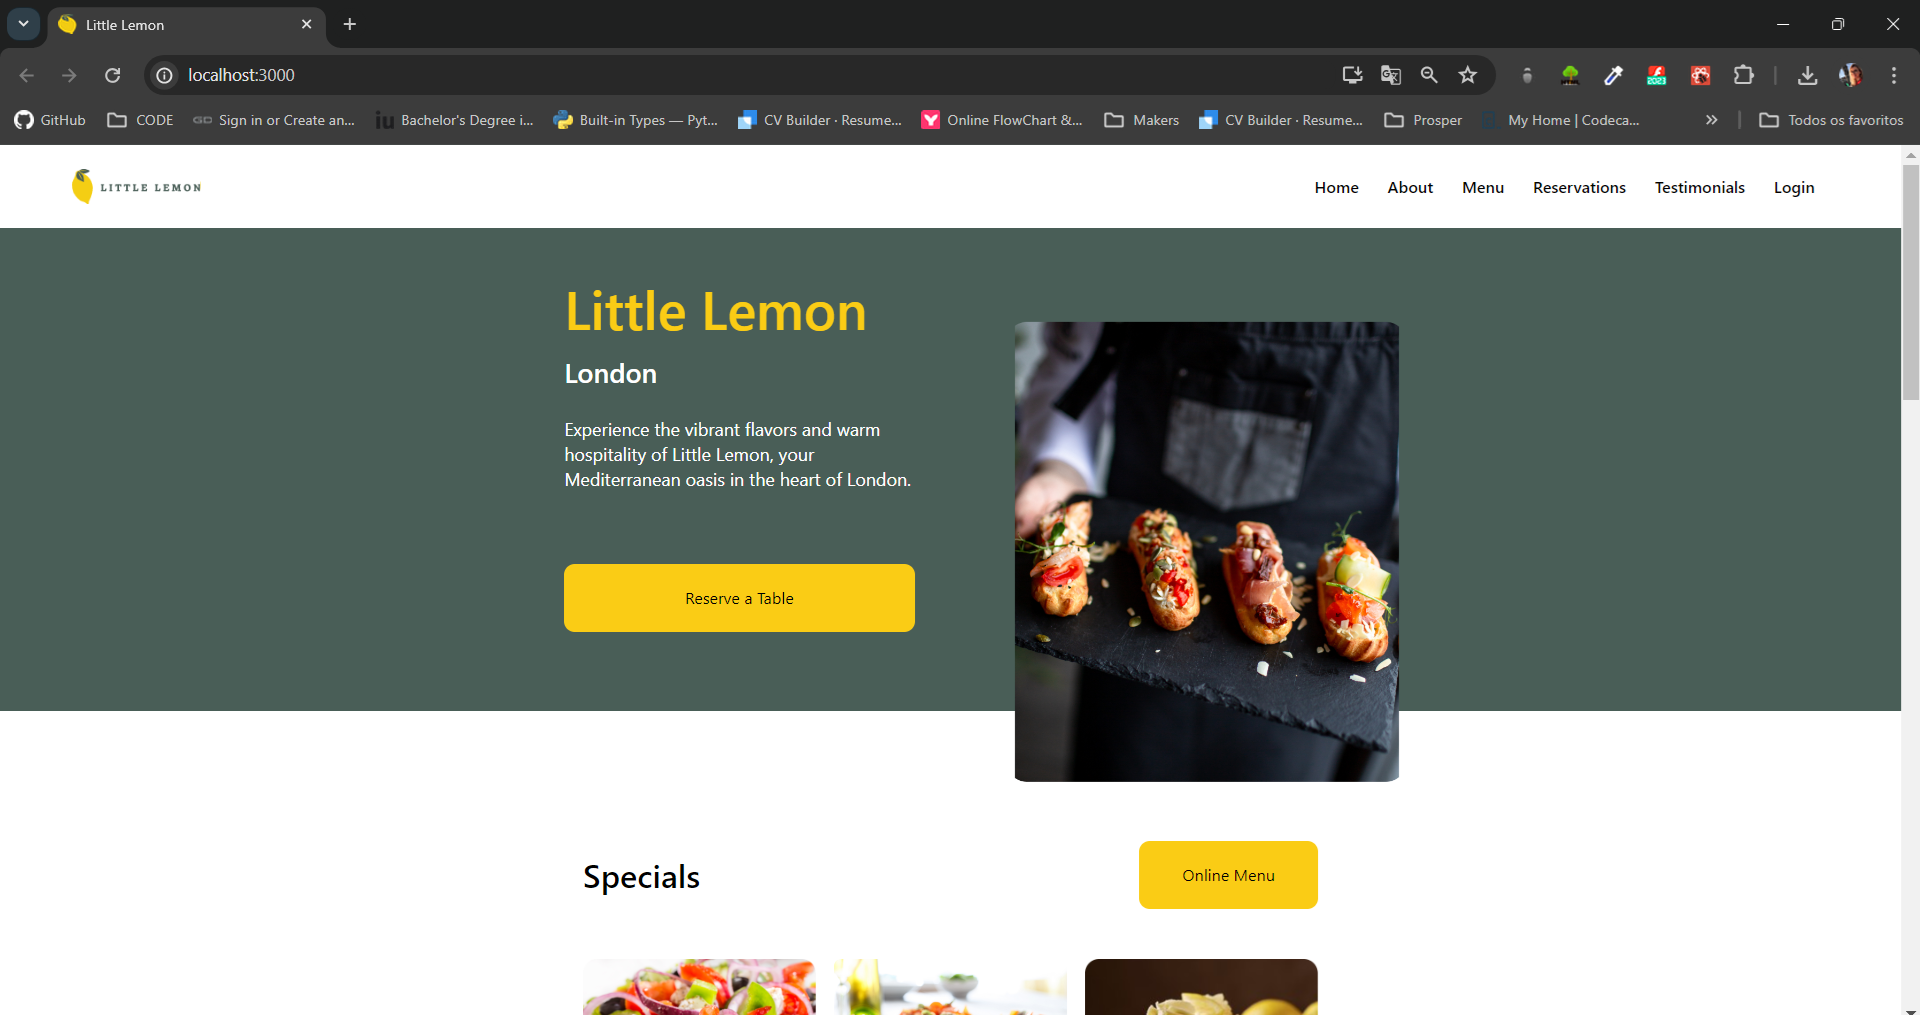 Little Lemon
localhost:3000
GitHub
CODE
Sign in or Create an...
Bachelor's Degree i...
Built-in Types — Pyt...
CV Builder · Resume...
Online FlowChart &...
Makers
CV Builder · Resume...
Prosper
My Home | Codeca...
Todos os favoritos
LITTLE LEMON
Home
About
Menu
Reservations
Testimonials
Login
Little Lemon
London
Experience the vibrant flavors and warm
hospitality of Little Lemon, your
Mediterranean oasis in the heart of London.
Reserve a Table
Specials
Online Menu